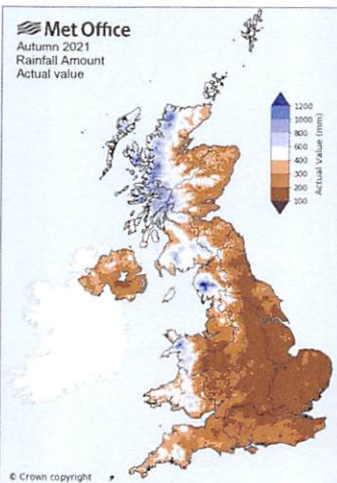 Met Office
Autumn 2021
Rainfall Amount
Actual value
1200
1000
800
600
400
300
200
100
Actual Value (mm)
© Crown copyright